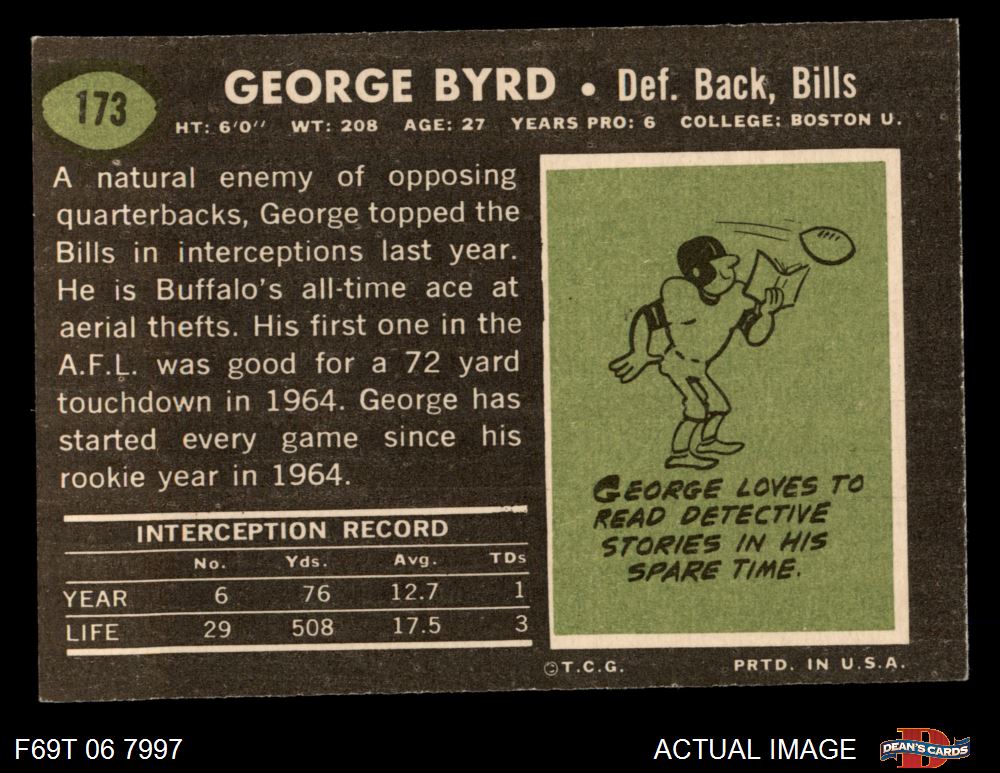 173
GEORGE BYRD • Def. Back, Bills
HT: 6'0" WT: 208 AGE: 27 YEARS PRO: 6 COLLEGE: BOSTON U.
A natural enemy of opposing
quarterbacks, George topped the
Bills in interceptions last year.
He is Buffalo's all-time ace at
aerial thefts. His first one in the
A.F.L. was good for a 72 yard
touchdown in 1964. George has
started every game since his
rookie year in 1964.
INTERCEPTION RECORD
No. Yds. Avg. TDs
YEAR 6 76 12.7 1
LIFE 29 508 17.5 3
GEORGE LOVES TO
READ DETECTIVE
STORIES IN HIS
SPARE TIME.
©T.C.G. PRTD. IN U.S.A.
F69T 06 7997 ACTUAL IMAGE DEAN'S CARDS